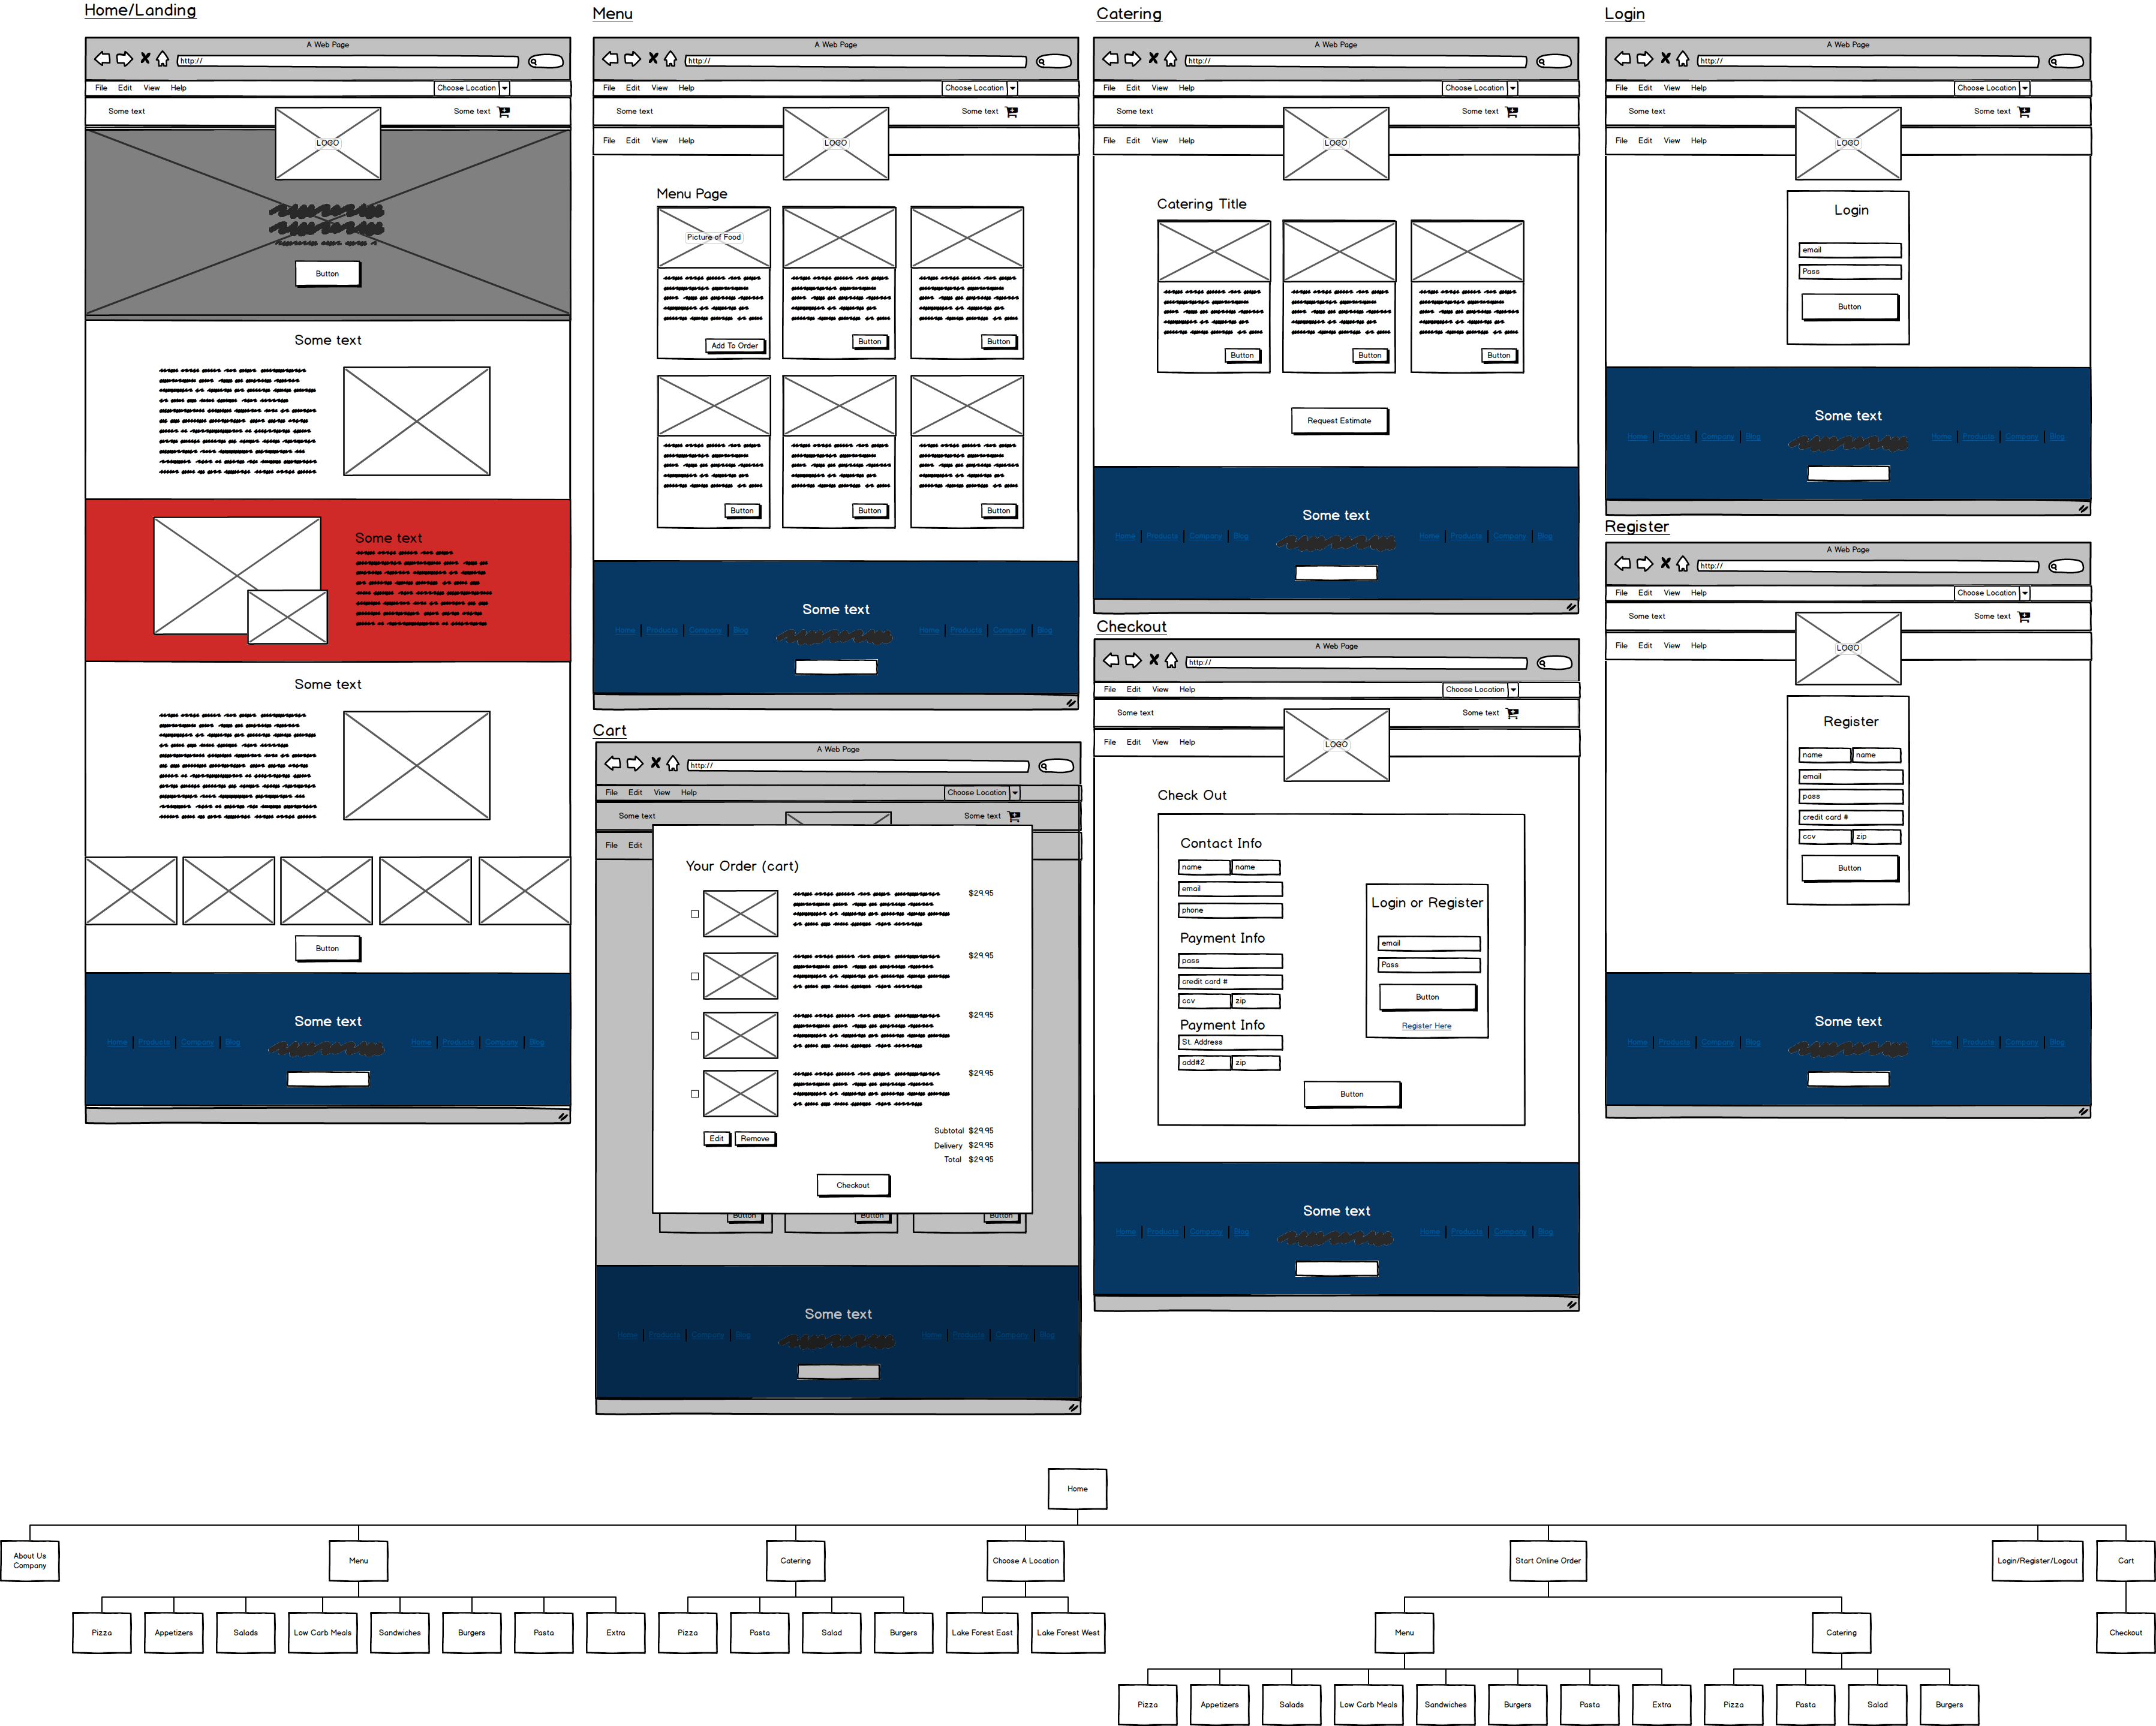 Home/Landing
A Web Page
http://
File Edit View Help Choose Location
Some text Some text
LOGO
Button
Some text
Some text
Some text
Button
Some text
Home Products Company Blog Home Products Company Blog
Menu
A Web Page
http://
File Edit View Help Choose Location
Some text Some text
LOGO
File Edit View Help
Menu Page
Picture of Food
Add To Order Button Button
Button Button Button
Some text
Home Products Company Blog Home Products Company Blog
Cart
A Web Page
http://
File Edit View Help Choose Location
Some text Some text
File Edit
Your Order (cart)
$29.95
$29.95
$29.95
$29.95
Edit Remove
Subtotal $29.95
Delivery $29.95
Total $29.95
Checkout
Button Button Button
Some text
Home Products Company Blog Home Products Company Blog
Catering
A Web Page
http://
File Edit View Help Choose Location
Some text Some text
LOGO
File Edit View Help
Catering Title
Button Button Button
Request Estimate
Some text
Home Products Company Blog Home Products Company Blog
Checkout
A Web Page
http://
File Edit View Help Choose Location
Some text Some text
LOGO
File Edit View Help
Check Out
Contact Info
name name
email
phone
Payment Info
pass
credit card #
ccv zip
Payment Info
St. Address
add#2 zip
Login or Register
email
Pass
Button
Register Here
Button
Some text
Home Products Company Blog Home Products Company Blog
Login
A Web Page
http://
File Edit View Help Choose Location
Some text Some text
LOGO
File Edit View Help
Login
email
Pass
Button
Some text
Home Products Company Blog Home Products Company Blog
Register
A Web Page
http://
File Edit View Help Choose Location
Some text Some text
LOGO
File Edit View Help
Register
name name
email
pass
credit card #
ccv zip
Button
Some text
Home Products Company Blog Home Products Company Blog
Home
About Us
Company
Menu
Catering
Choose A Location
Start Online Order
Login/Register/Logout
Cart
Pizza Appetizers Salads Low Carb Meals Sandwiches Burgers Pasta Extra
Pizza Pasta Salad Burgers
Lake Forest East Lake Forest West
Menu
Catering
Checkout
Pizza Appetizers Salads Low Carb Meals Sandwiches Burgers Pasta Extra
Pizza Pasta Salad Burgers